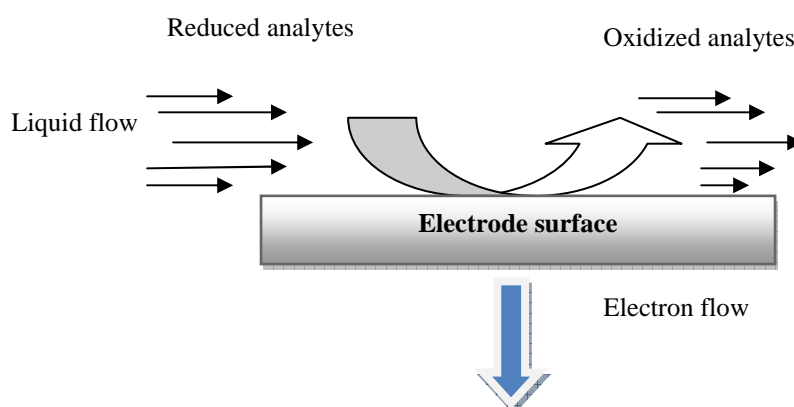 Reduced analytes
Oxidized analytes
Liquid flow
Electrode surface
Electron flow